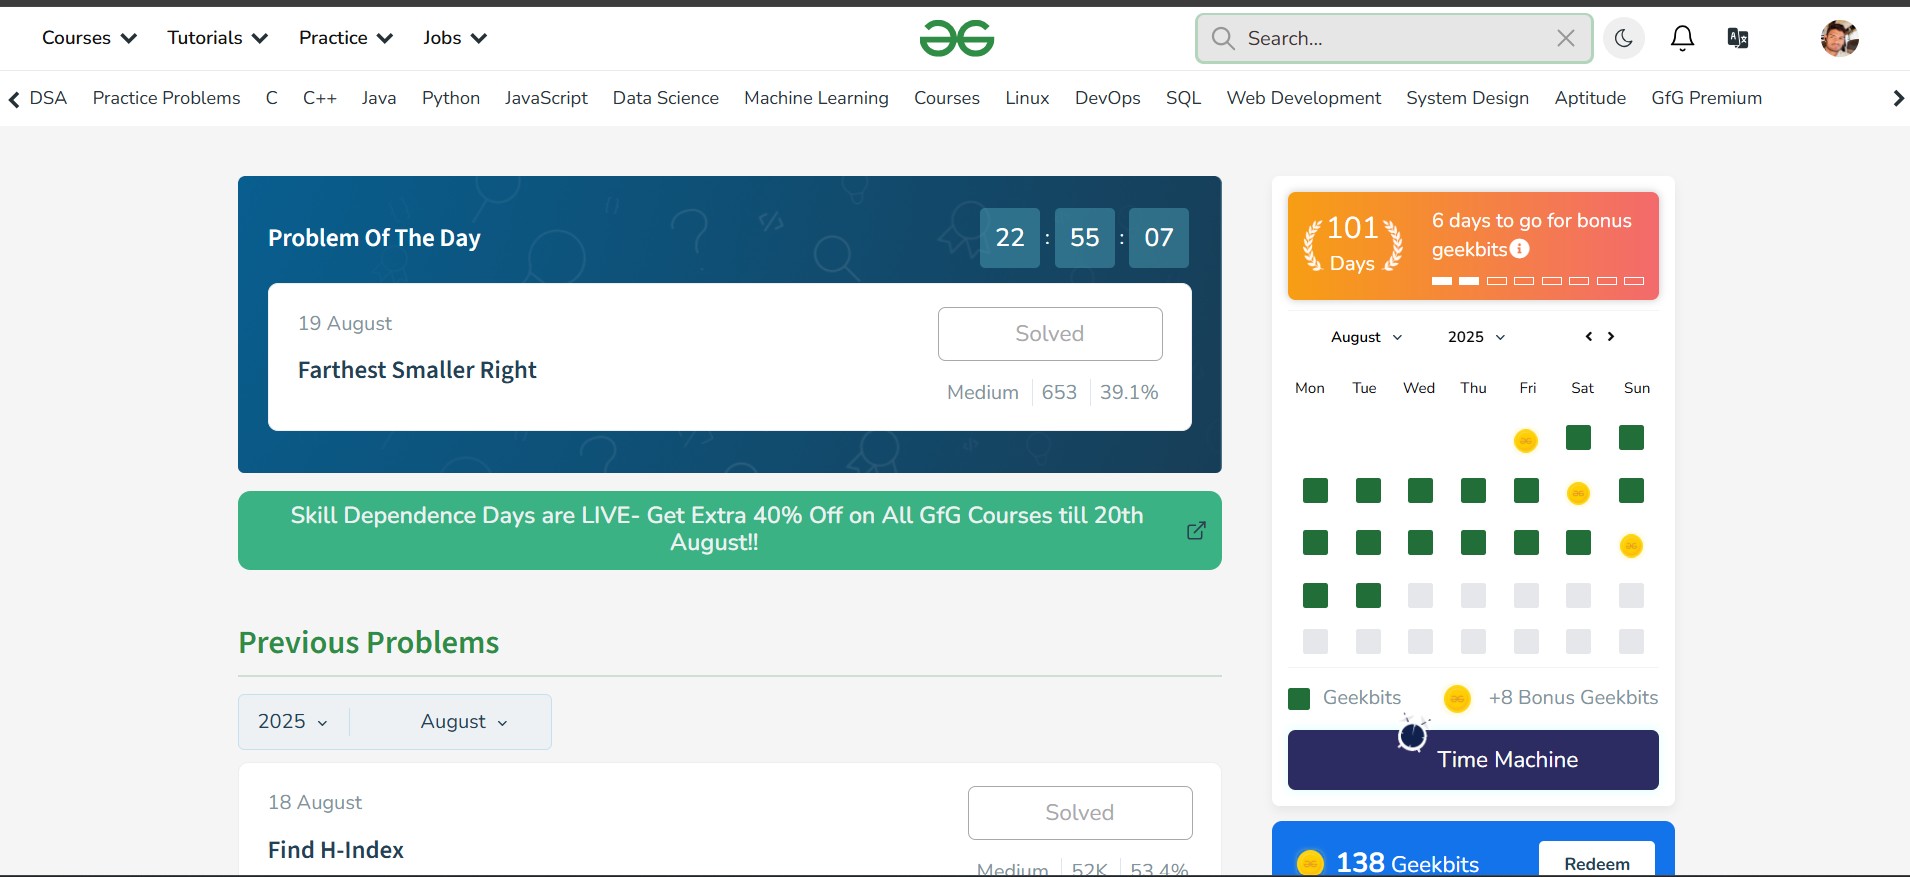 Courses Tutorials Practice Jobs Search...
DSA Practice Problems C C++ Java Python JavaScript Data Science Machine Learning Courses Linux DevOps SQL Web Development System Design Aptitude GfG Premium
Problem Of The Day 22 : 55 : 07
19 August
Solved
Farthest Smaller Right
Medium 653 39.1%
Skill Dependence Days are LIVE- Get Extra 40% Off on All GfG Courses till 20th
August!!
Previous Problems
2025 August
18 August
Solved
Find H-Index
Medium 52K 53.4%
101
Days
6 days to go for bonus
geekbits
August 2025
Mon Tue Wed Thu Fri Sat Sun
Geekbits +8 Bonus Geekbits
Time Machine
138 Geekbits Redeem